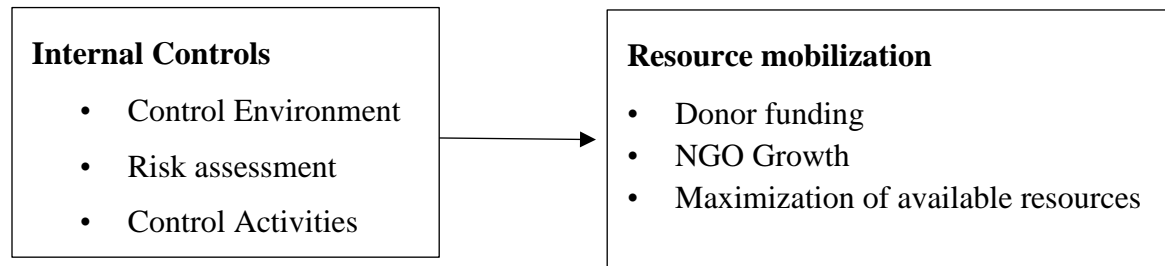 Internal Controls
• Control Environment
• Risk assessment
• Control Activities
Resource mobilization
• Donor funding
• NGO Growth
• Maximization of available resources